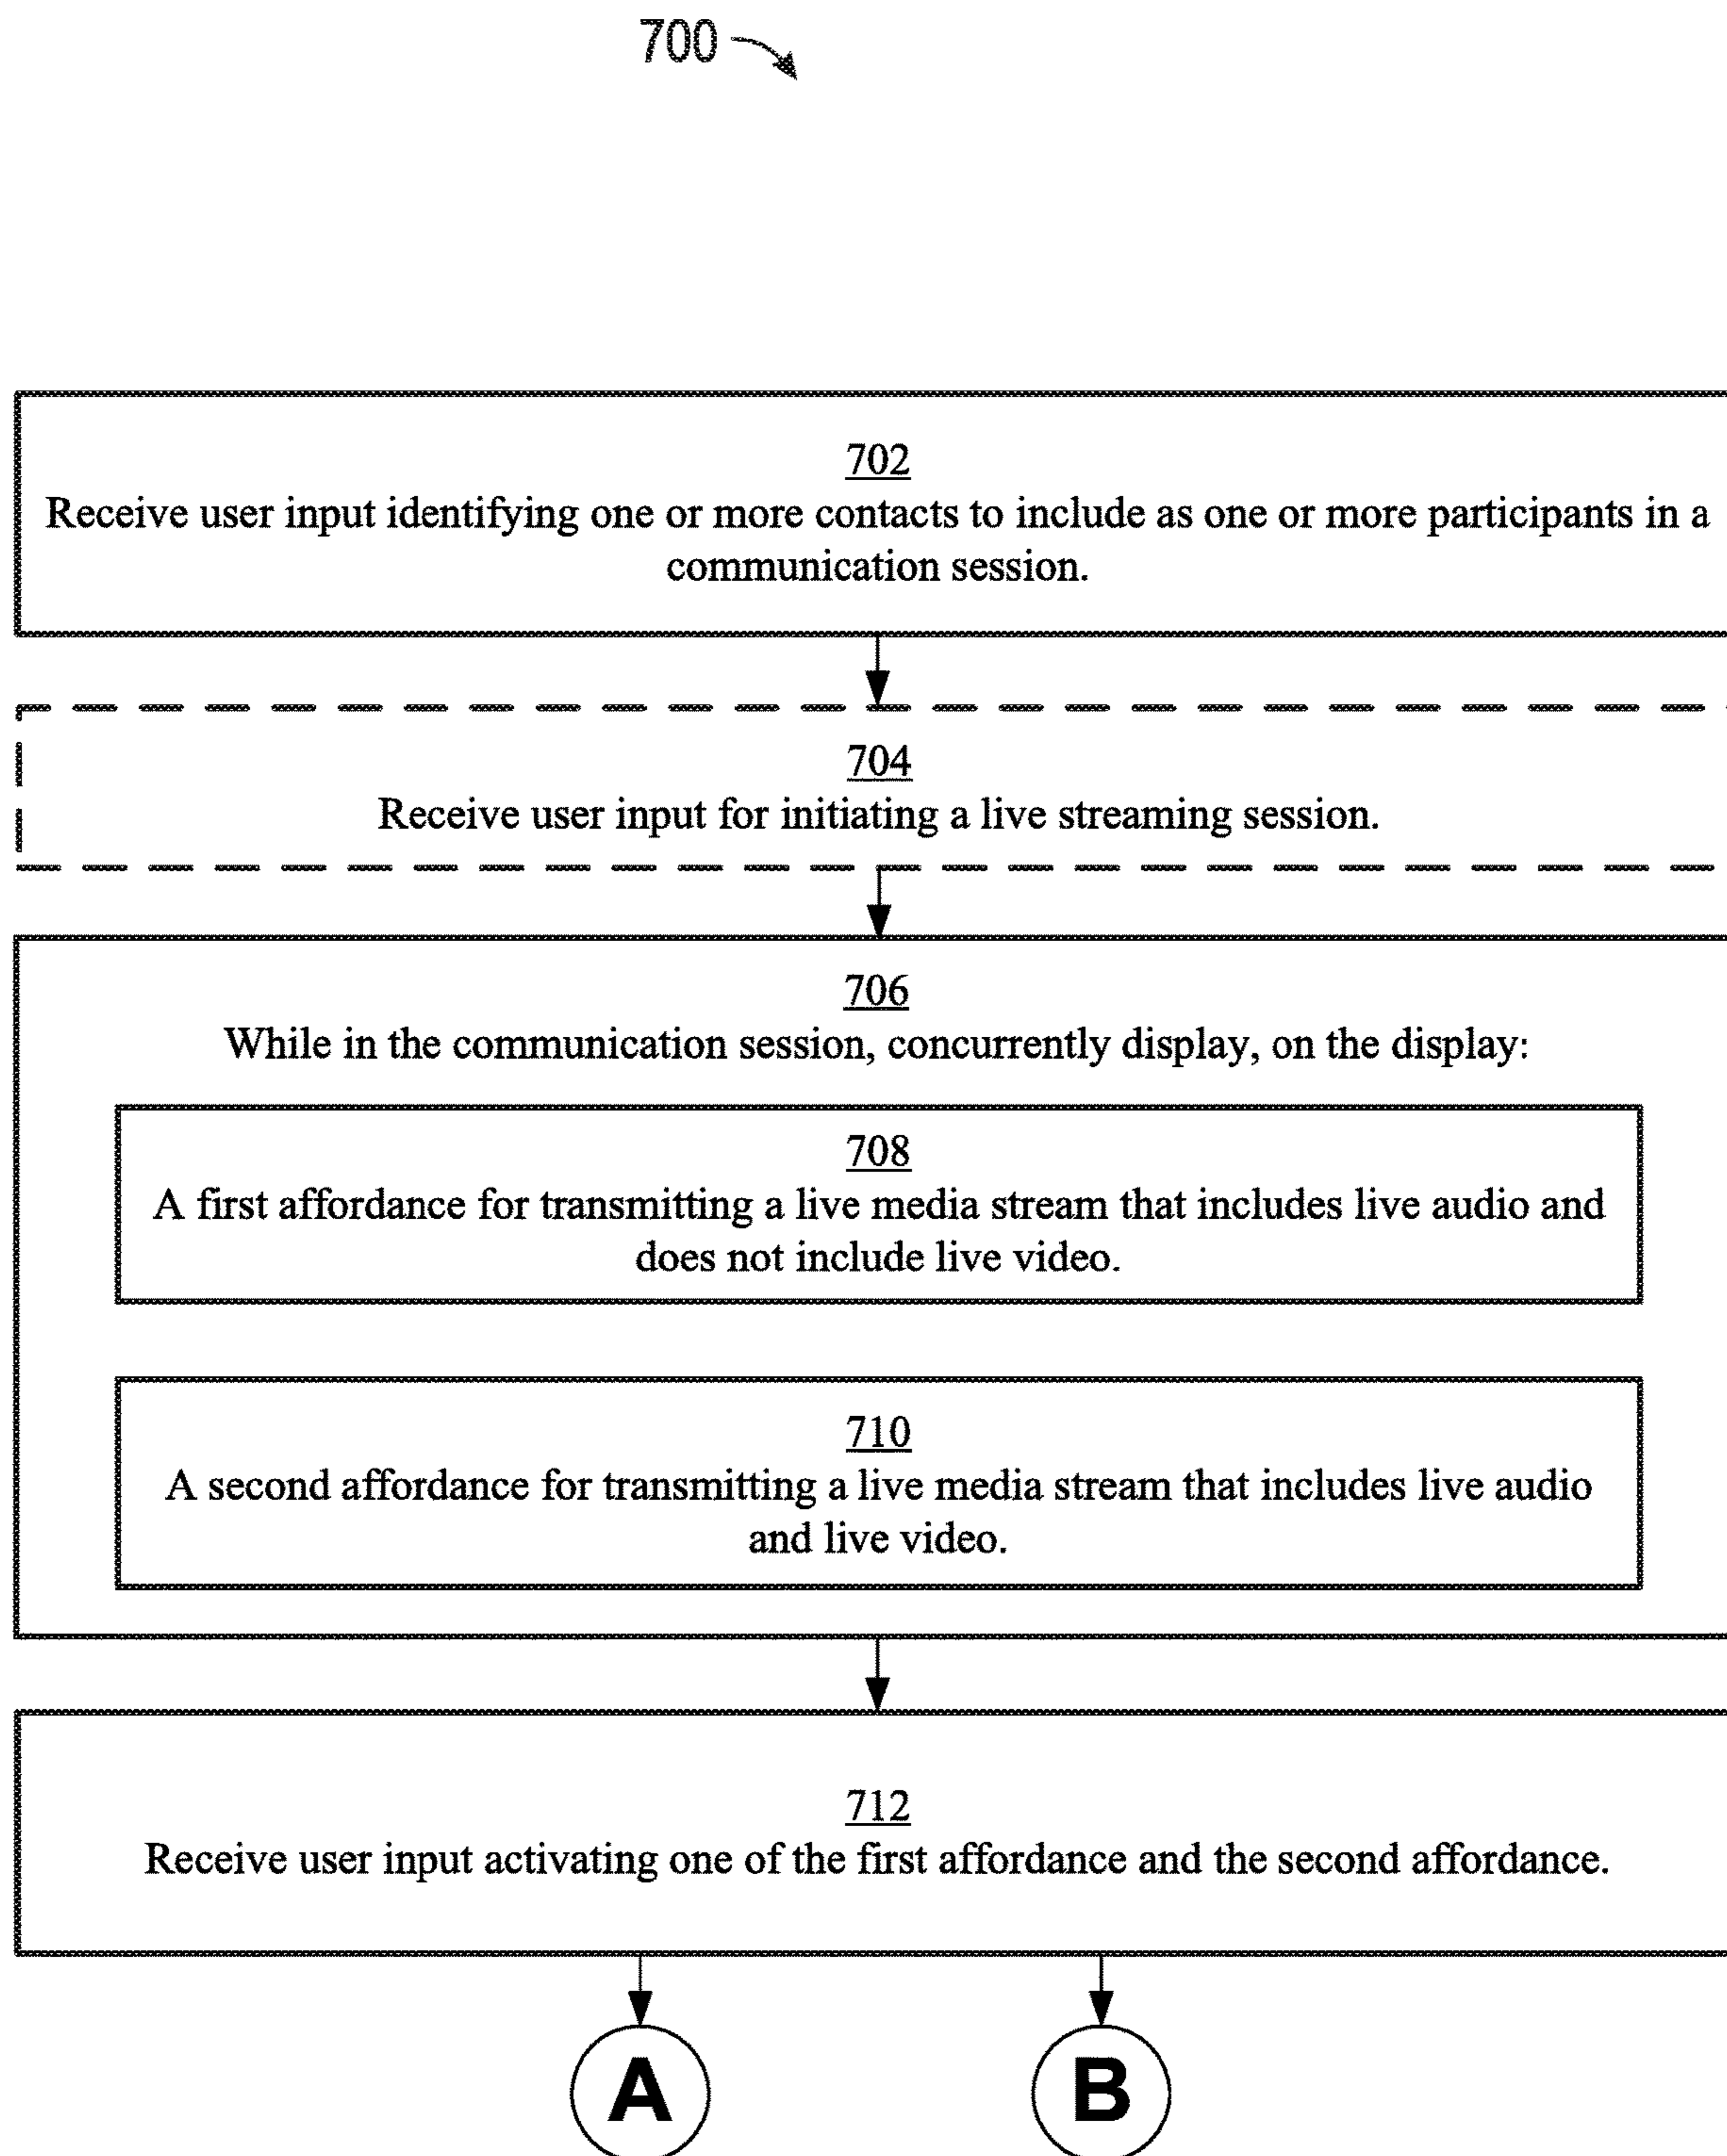 700
702
Receive user input identifying one or more contacts to include as one or more participants in a
communication session.
704
Receive user input for initiating a live streaming session.
706
While in the communication session, concurrently display, on the display:
708
A first affordance for transmitting a live media stream that includes live audio and
does not include live video.
710
A second affordance for transmitting a live media stream that includes live audio
and live video.
712
Receive user input activating one of the first affordance and the second affordance.
A
B